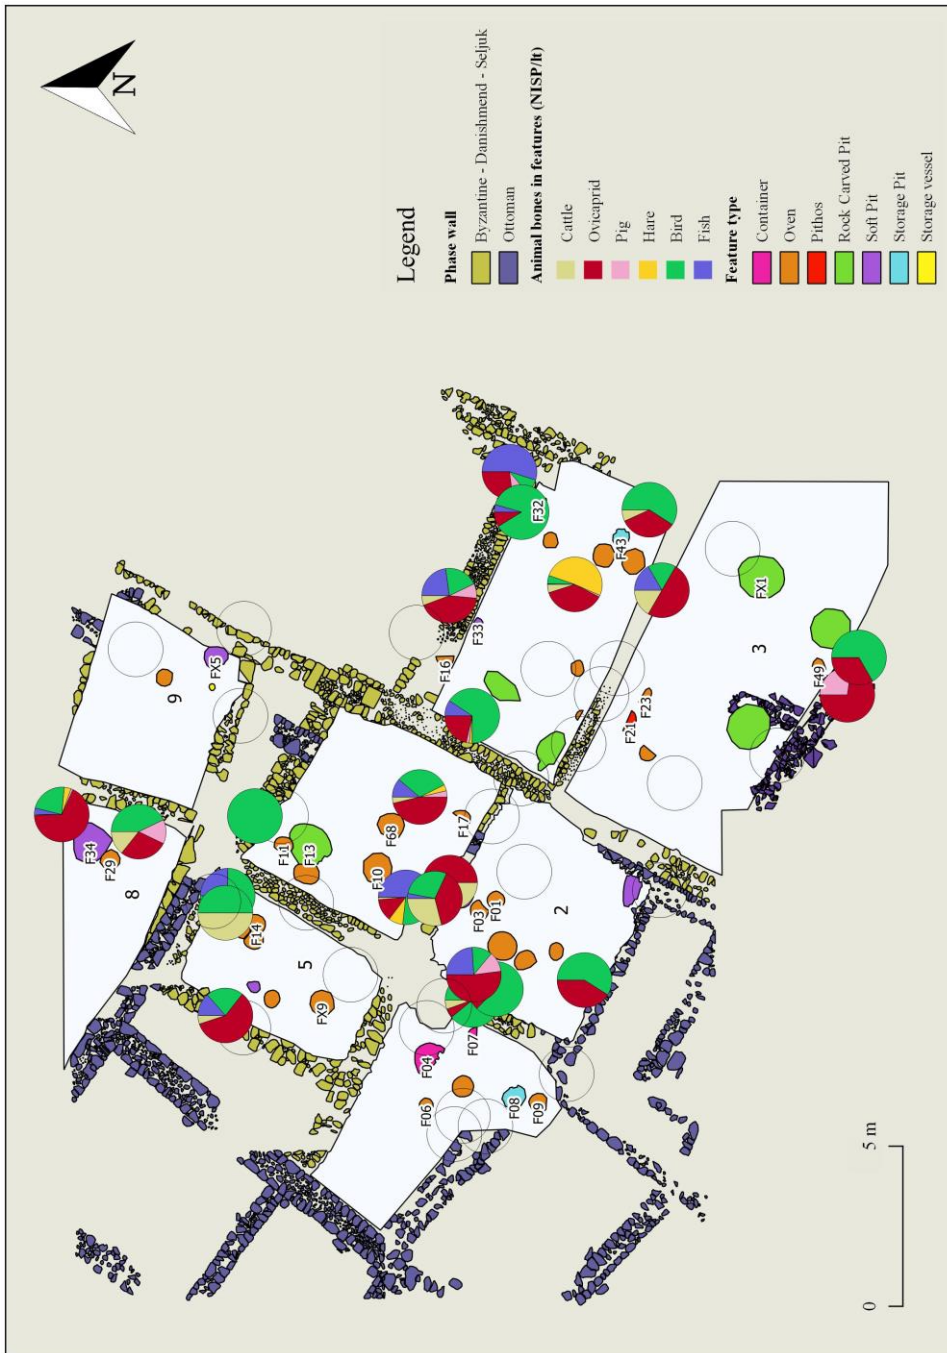 N
Legend
Phase wall
Byzantine - Danishmend - Seljuk
Ottoman
Animal bones in features (NISP/lt)
Cattle
Ovicaprid
Pig
Hare
Bird
Fish
Feature type
Container
Oven
Pithos
Rock Carved Pit
Soft Pit
Storage Pit
Storage vessel
F34
F29
8
9
FX5
F11
F13
F14
5
FX9
F10
F68
F17
F16
F33
F32
F43
F03
F01
2
F04
F07
F06
F08
F09
F21
F23
3
FX1
F49
0
5 m